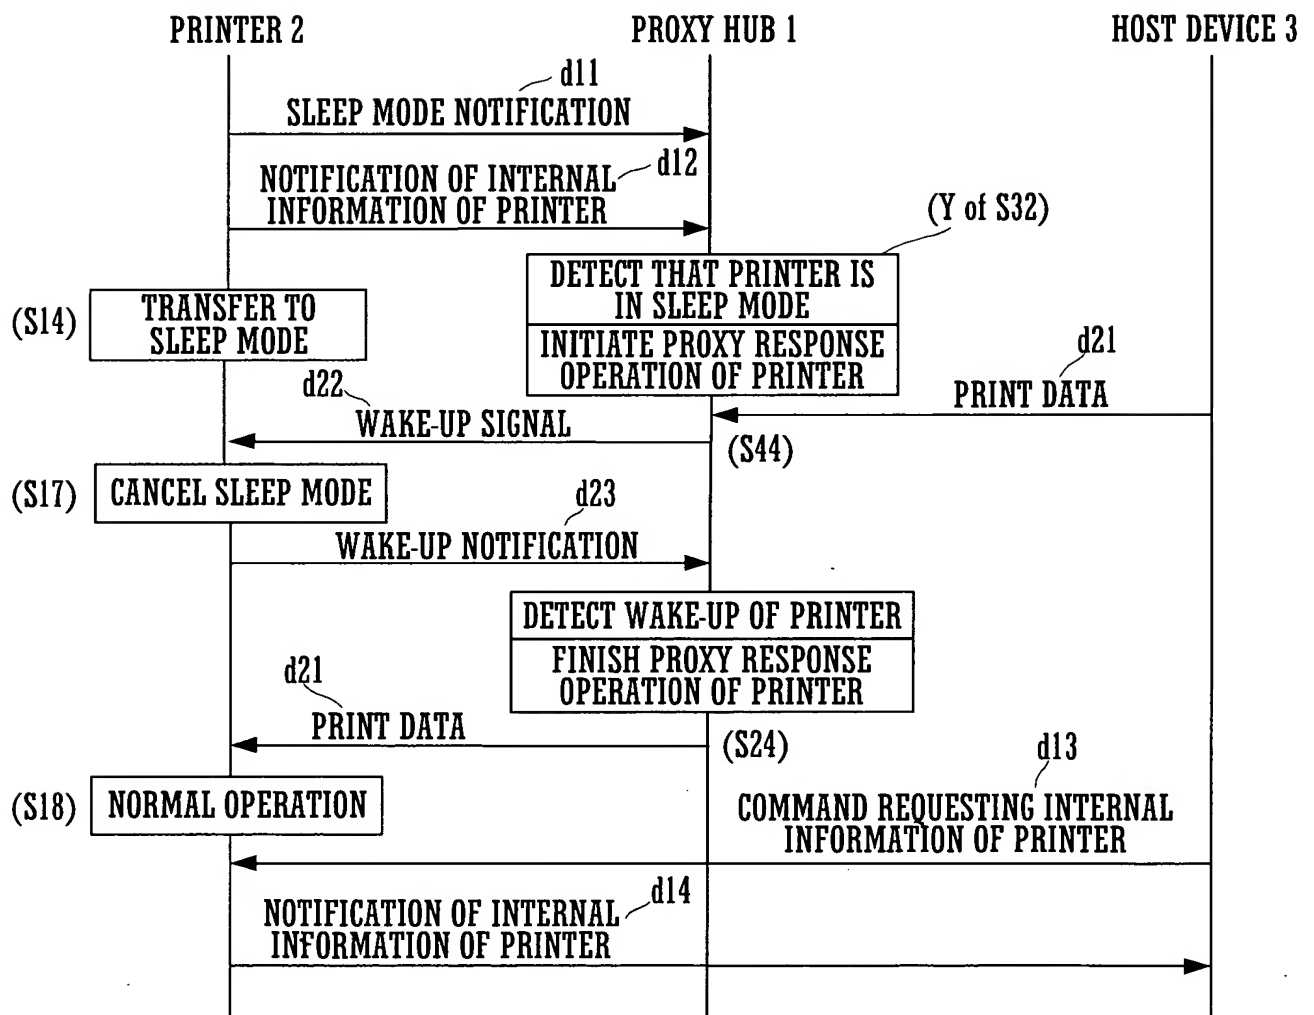 PRINTER 2
PROXY HUB 1
HOST DEVICE 3
d11
SLEEP MODE NOTIFICATION
d12
NOTIFICATION OF INTERNAL
INFORMATION OF PRINTER
(Y of S32)
DETECT THAT PRINTER IS
IN SLEEP MODE
(S14)
TRANSFER TO
SLEEP MODE
INITIATE PROXY RESPONSE
OPERATION OF PRINTER
d21
PRINT DATA
d22
WAKE-UP SIGNAL
(S44)
(S17)
CANCEL SLEEP MODE
d23
WAKE-UP NOTIFICATION
DETECT WAKE-UP OF PRINTER
FINISH PROXY RESPONSE
OPERATION OF PRINTER
d21
PRINT DATA
(S24)
d13
(S18)
NORMAL OPERATION
COMMAND REQUESTING INTERNAL
INFORMATION OF PRINTER
d14
NOTIFICATION OF INTERNAL
INFORMATION OF PRINTER